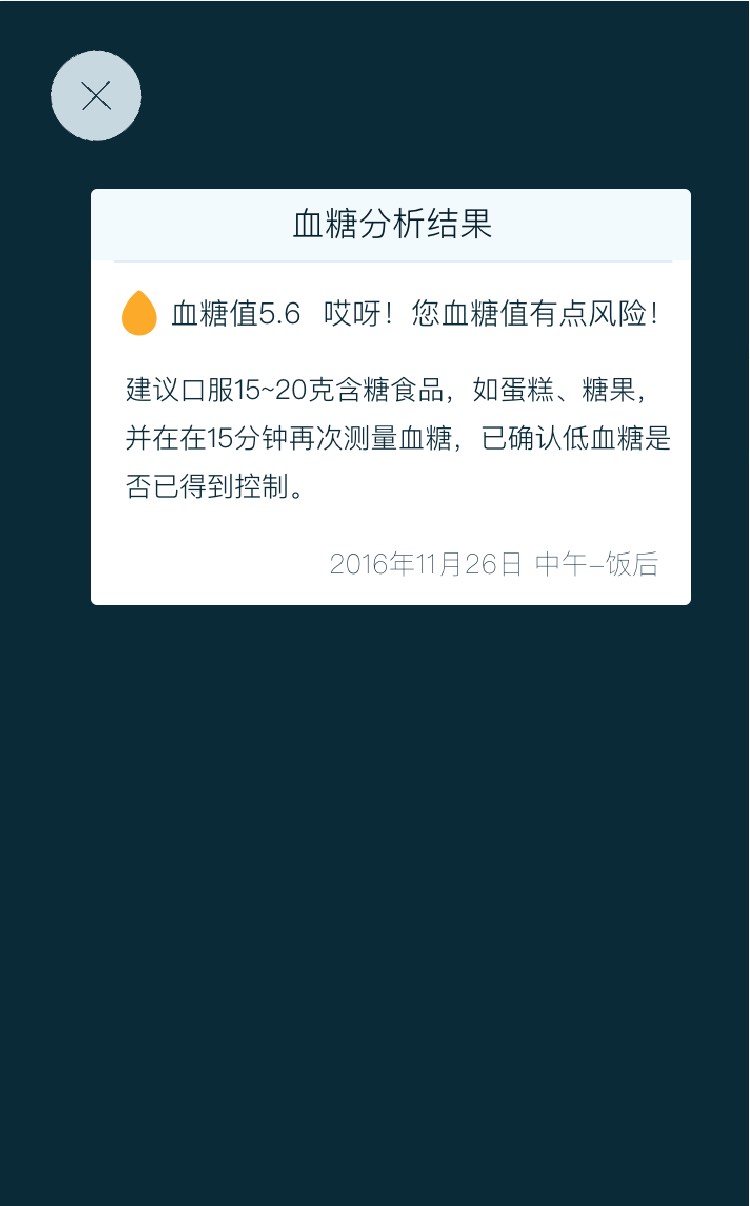 血糖分析结果
血糖值5.6 哎呀！您血糖值有点风险！
建议口服15~20克含糖食品，如蛋糕、糖果，
并在在15分钟再次测量血糖，已确认低血糖是
否已得到控制。
2016年11月26日 中午–饭后